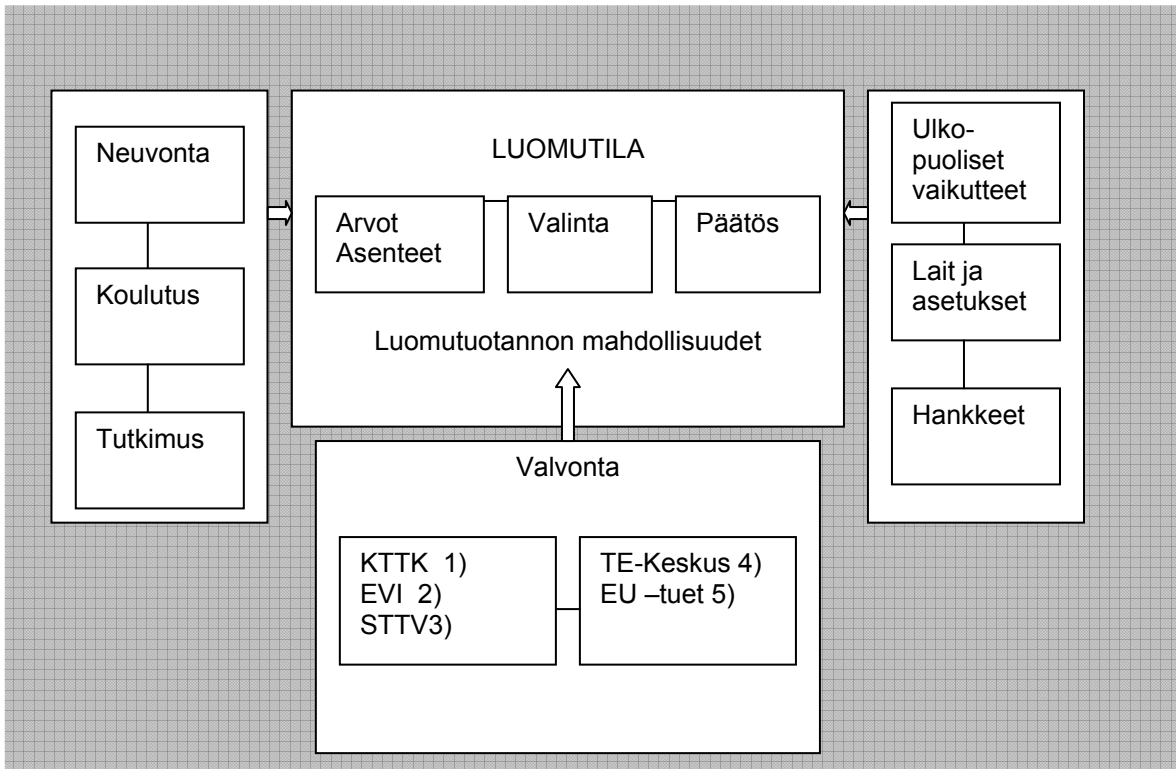 Neuvonta
Koulutus
Tutkimus
LUOMUTILA
Arvot
Asenteet
Valinta
Päätös
Luomutuotannon mahdollisuudet
Ulko-
puoliset
vaikutteet
Lait ja
asetukset
Hankkeet
Valvonta
KTTK 1)
EVI 2)
STTV3)
TE-Keskus 4)
EU –tuet 5)